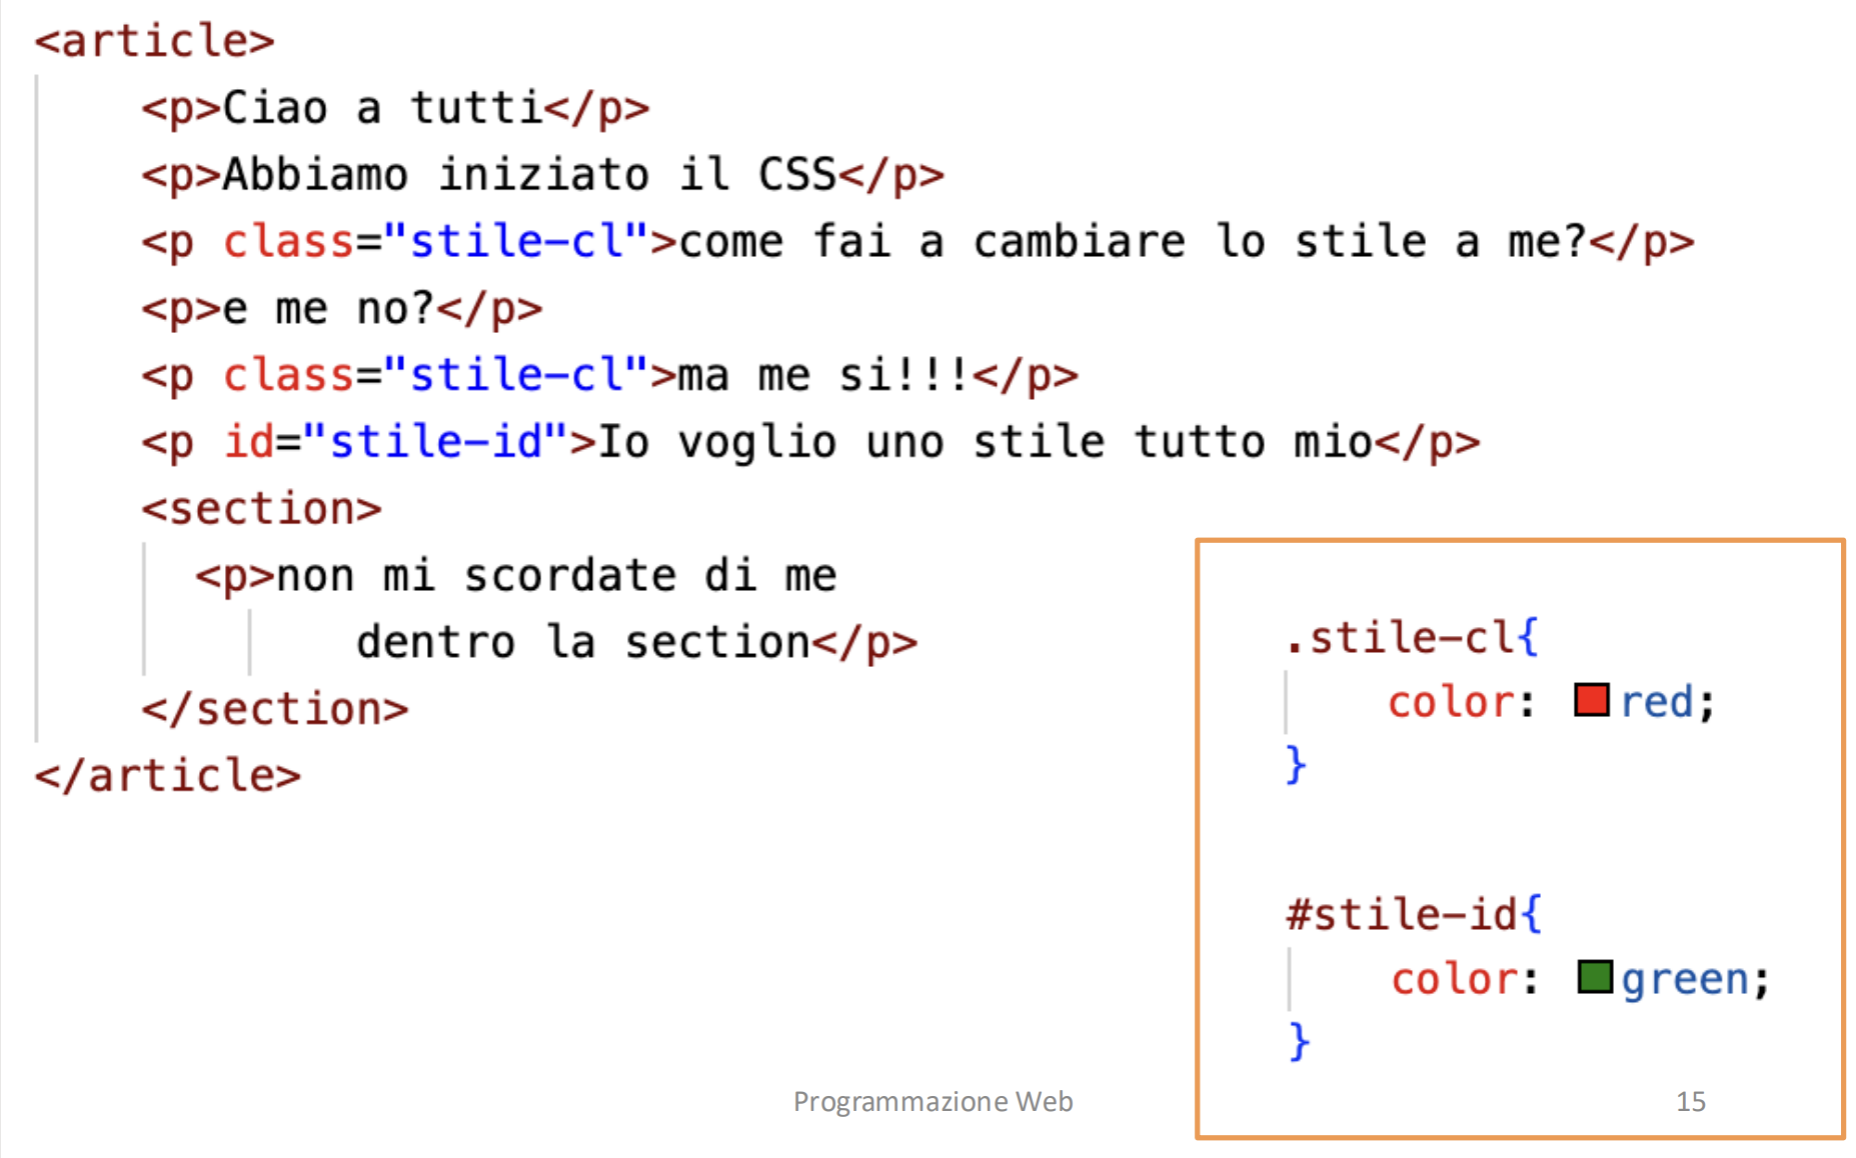 <article>
<p>Ciao a tutti</p>
<p>Abbiamo iniziato il CSS</p>
<p class="stile-cl">come fai a cambiare lo stile a me?</p>
<p>e me no?</p>
<p class="stile-cl">ma me si!!!</p>
<p id="stile-id">Io voglio uno stile tutto mio</p>
<section>
<p>non mi scordate di me
dentro la section</p>
</section>
</article>
.stile-cl{
color: red;
}
#stile-id{
color: green;
}
Programmazione Web
15